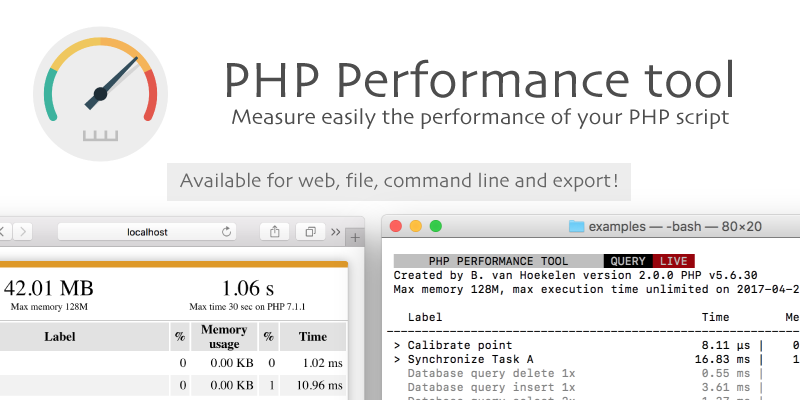 PHP Performance tool
Measure easily the performance of your PHP script
Available for web, file, command line and export!
localhost
42.01 MB
1.06 s
Max memory 128M
Max time 30 sec on PHP 7.1.1
Label % Memory usage % Time
0 0.00 KB 0 1.02 ms
0 0.00 KB 1 10.96 ms
examples — -bash — 80×20
PHP PERFORMANCE TOOL QUERY LIVE
Created by B. van Hoekelen version 2.0.0 PHP v5.6.30
Max memory 128M, max execution time unlimited on 2017-04-2
Label Time Me
> Calibrate point 8.11 µs | 0
> Synchronize Task A 16.83 ms | 1
Database query delete 1x 0.55 ms |
Database query insert 1x 3.61 ms |